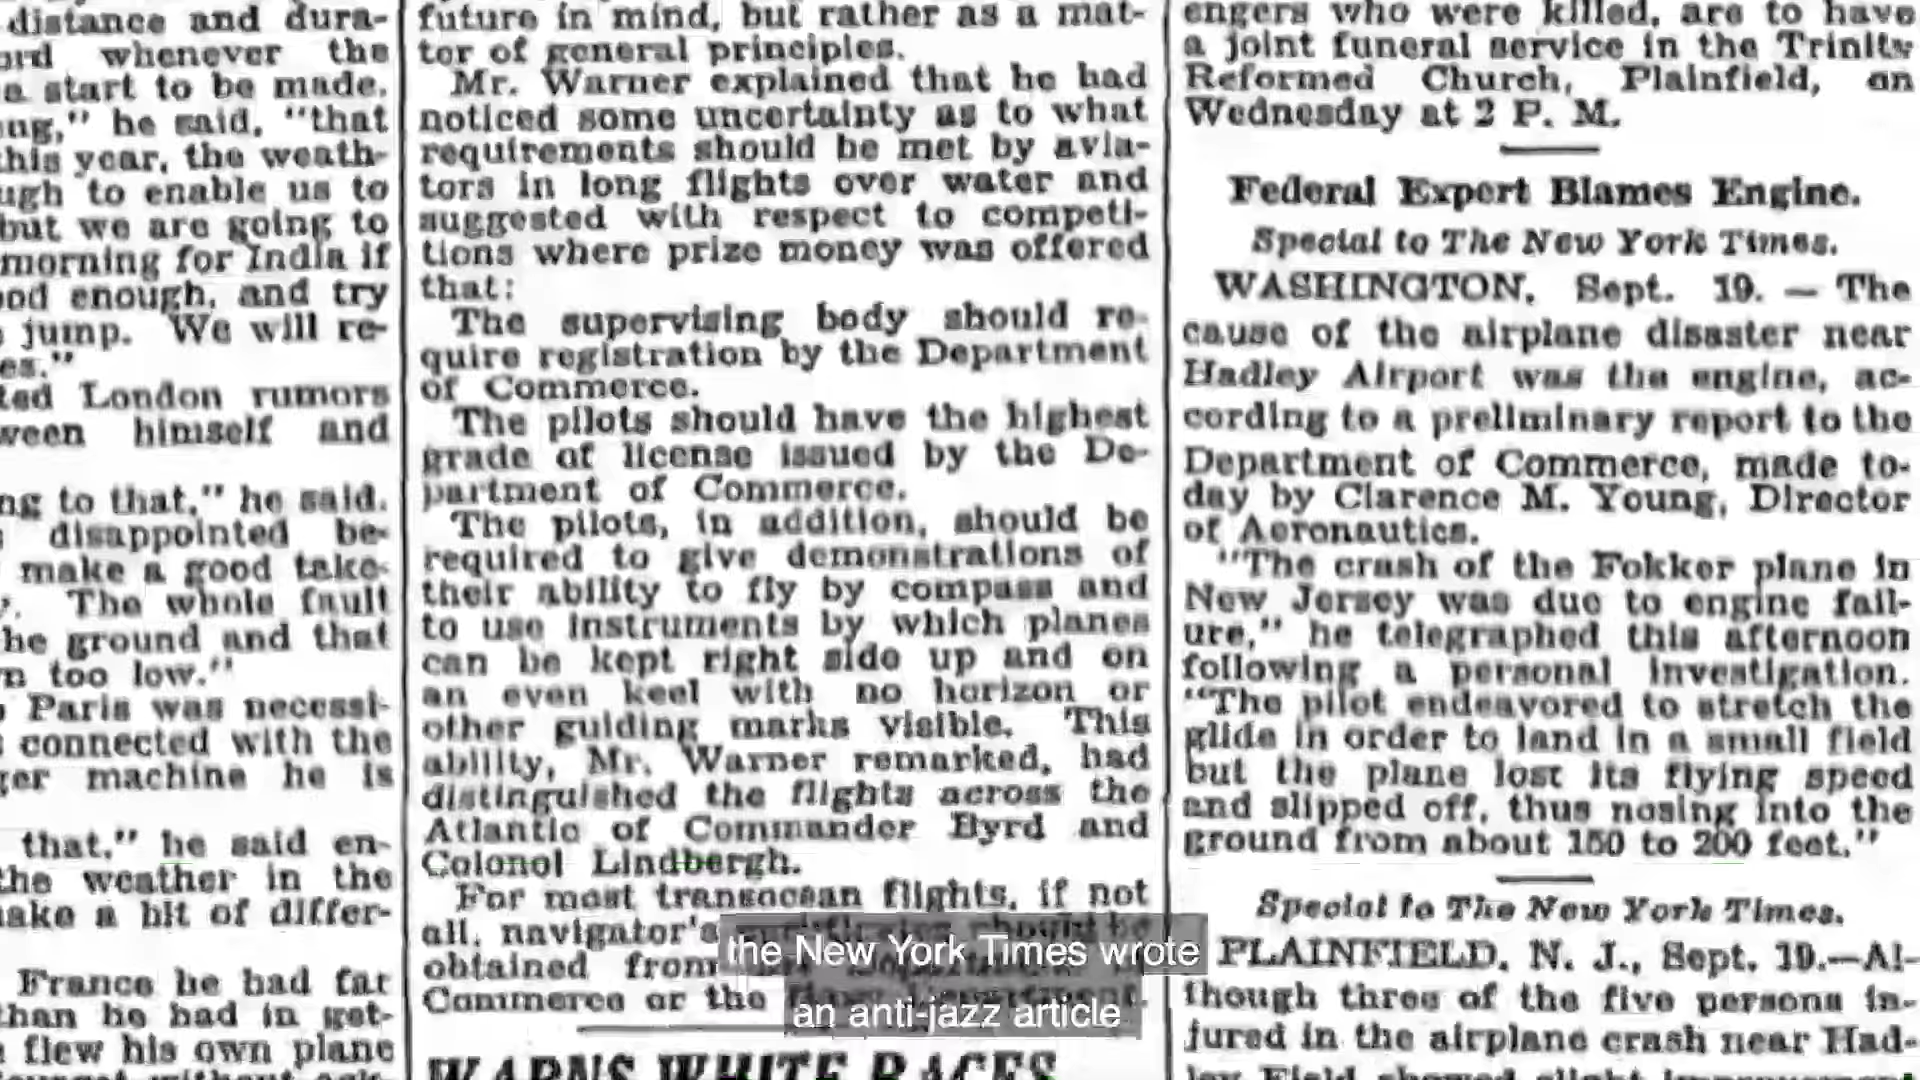 distance and dura-
ord whenever the
a start to be made.
ng," he said, "that
this year, the weath-
ugh to enable us to
but we are going to
morning for India if
od enough, and try
jump. We will re-
es."
ted London rumors
ween himself and
ng to that," he said.
disappointed be-
make a good take-
The whole fault
he ground and that
n too low."
Paris was necessi-
connected with the
ger machine he is
that," he said en-
the weather in the
make a bit of differ-
France he had fat
than he had in get-
flew his own plane
future in mind, but rather as a mat-
tor of general principles.
Mr. Warner explained that he had
noticed some uncertainty as to what
requirements should be met by avia-
tors in long flights over water and
suggested with respect to competi-
tions where prize money was offered
that:
The supervising body should re-
quire registration by the Department
of Commerce.
The pilots should have the highest
grade of license issued by the De-
partment of Commerce.
The pilots, in addition, should be
required to give demonstrations of
their ability to fly by compass and
to use instruments by which planes
can be kept right side up and on
an even keel with no horizon or
other guiding marks visible. This
ability, Mr. Warner remarked, had
distinguished the flights across the
Atlantic of Commander Byrd and
Colonol Lindbergh.
For most transocean flights, if not
all, navigator's
obtained from
Commerce or the
WARNS WHITE RACES
engers who were killed, are to have
a joint funeral service in the Trinity
Reformed Church, Plainfield, on
Wednesday at 2 P. M.
Federal Expert Blames Engine.
Special to The New York Times.
WASHINGTON, Sept. 19. — The
cause of the airplane disaster near
Hadley Airport was the engine, ac-
cording to a preliminary report to the
Department of Commerce, made to-
day by Clarence M. Young, Director
of Aeronautics.
"The crash of the Fokker plane in
New Jersey was due to engine fail-
ure," he telegraphed this afternoon
following a personal investigation.
"The pilot endeavored to stretch the
glide in order to land in a small field
but the plane lost its flying speed
and slipped off, thus nosing into the
ground from about 150 to 200 feet."
Special to The New York Times.
PLAINFIELD, N. J., Sept. 19.—Al-
though three of the five persons in-
jured in the airplane crash near Had-
ley Field showed slight improvement
the New York Times wrote
an anti-jazz article